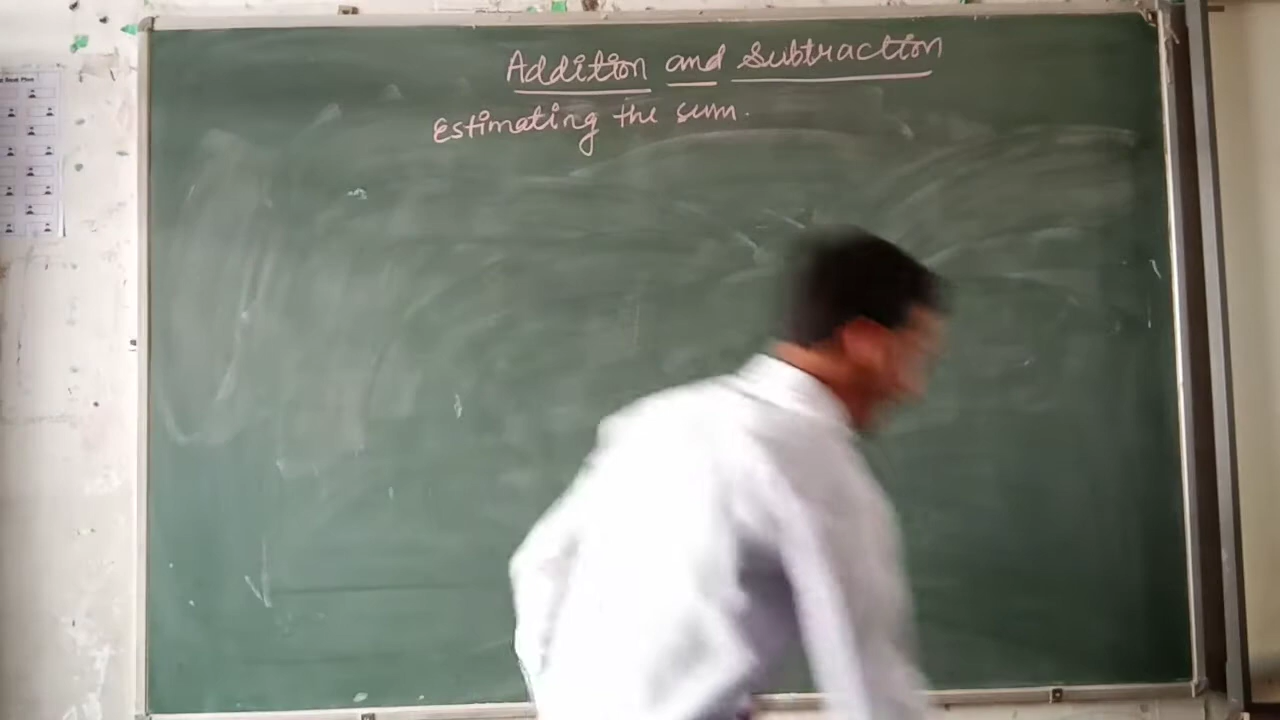 Addition and Subtraction
Estimating the sum.